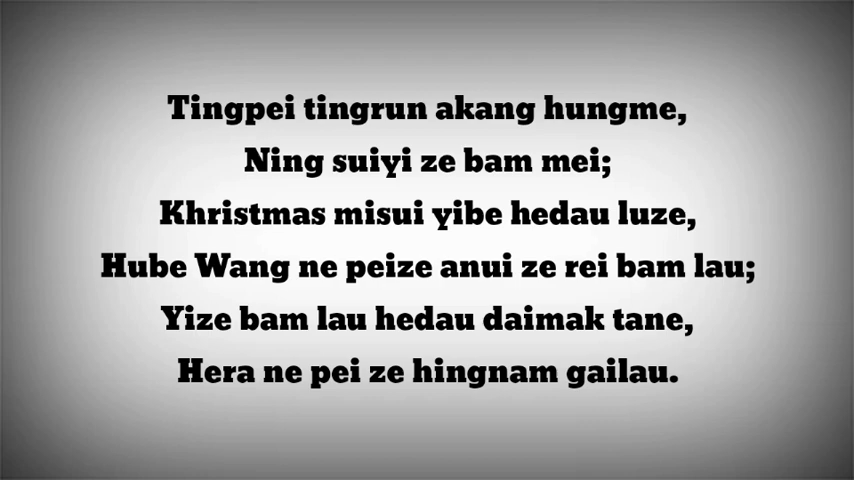 Tingpei tingrun akang hungme,
Ning suiyi ze bam mei;
Khristmas misui yibe hedau luze,
Hube Wang ne peize anui ze rei bam lau;
Yize bam lau hedau daimak tane,
Hera ne pei ze hingnam gailau.